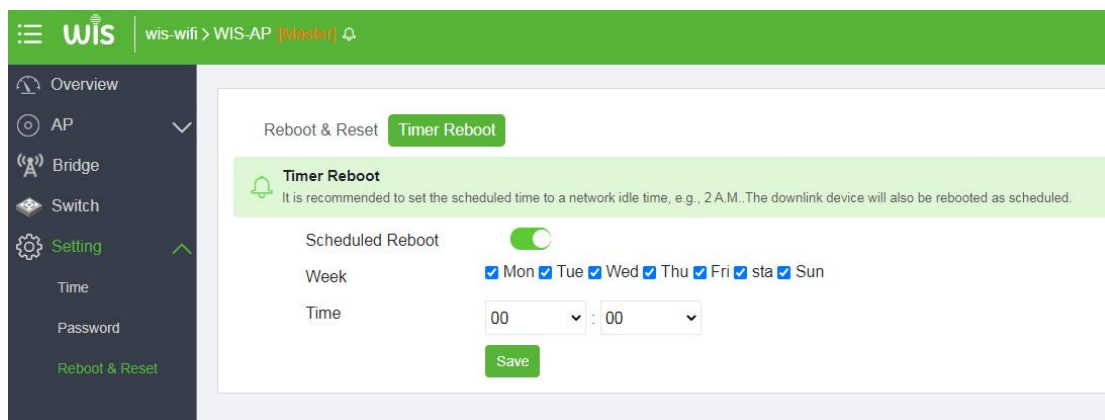 wis wis-wifi > WIS-AP [Master]
Overview
AP
Bridge
Switch
Setting
Time
Password
Reboot & Reset
Reboot & Reset Timer Reboot
Timer Reboot
It is recommended to set the scheduled time to a network idle time, e.g., 2 A.M..The downlink device will also be rebooted as scheduled.
Scheduled Reboot
Week Mon Tue Wed Thu Fri sta Sun
Time 00 : 00
Save